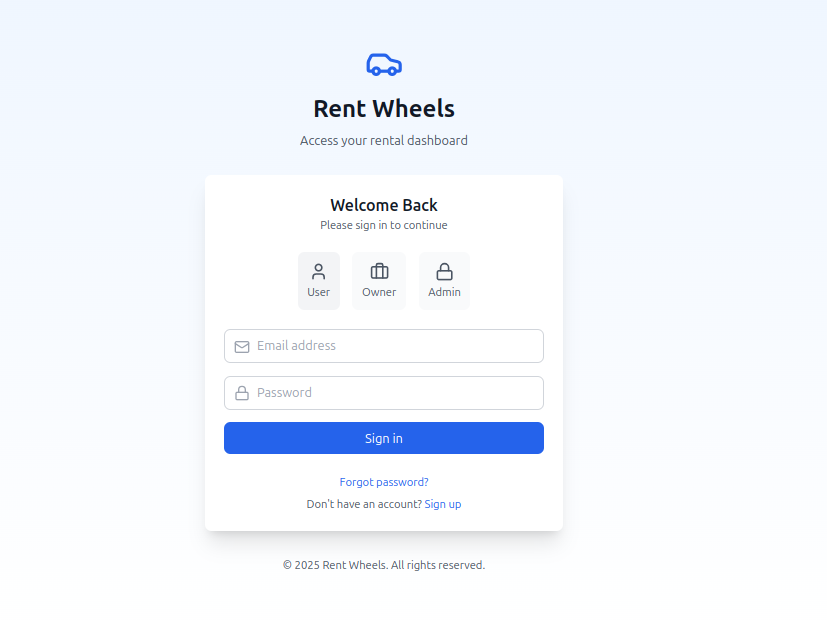 Rent Wheels
Access your rental dashboard
Welcome Back
Please sign in to continue
User
Owner
Admin
Email address
Password
Sign in
Forgot password?
Don't have an account? Sign up
© 2025 Rent Wheels. All rights reserved.